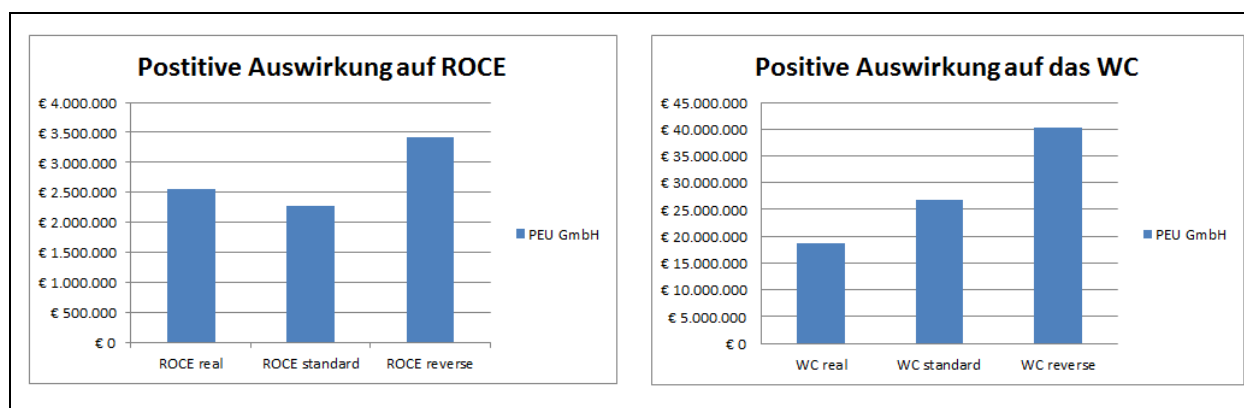 Postitive Auswirkung auf ROCE
€ 4.000.000
€ 3.500.000
€ 3.000.000
€ 2.500.000
€ 2.000.000
€ 1.500.000
€ 1.000.000
€ 500.000
€ 0
ROCE real
ROCE standard
ROCE reverse
PEU GmbH
Positive Auswirkung auf das WC
€ 45.000.000
€ 40.000.000
€ 35.000.000
€ 30.000.000
€ 25.000.000
€ 20.000.000
€ 15.000.000
€ 10.000.000
€ 5.000.000
€ 0
WC real
WC standard
WC reverse
PEU GmbH